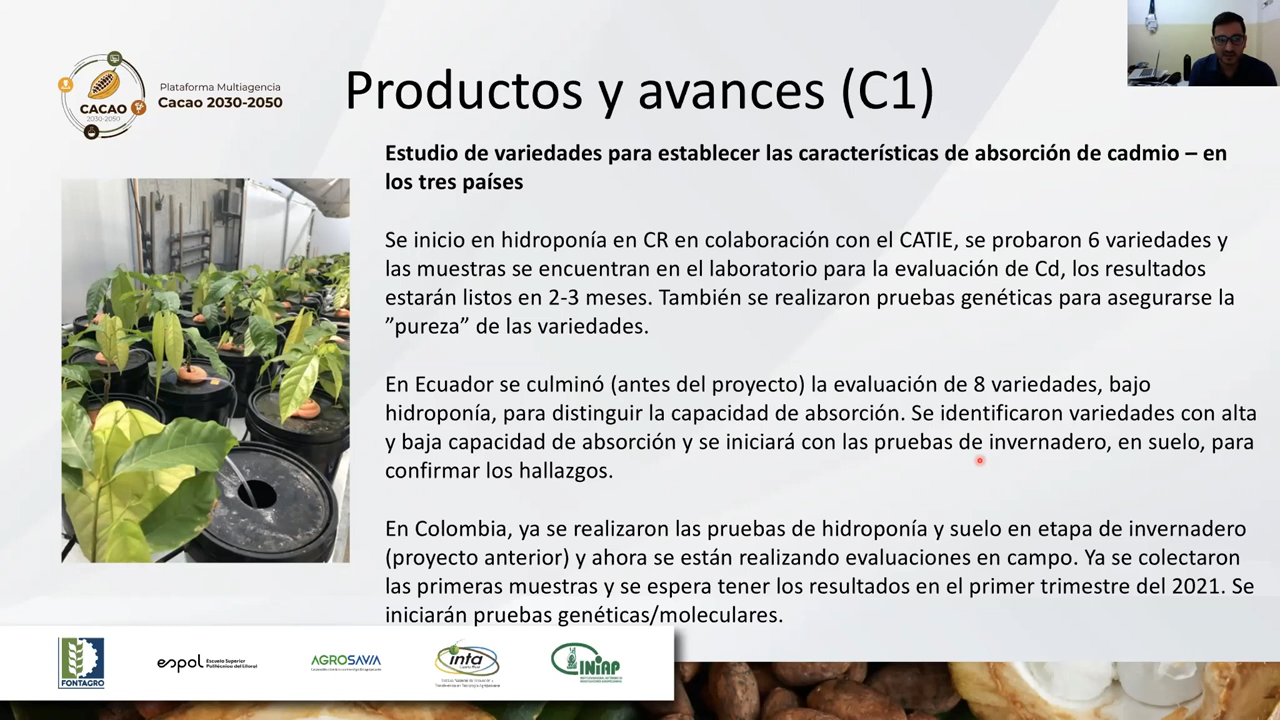 Productos y avances (C1)
CACAO
2030-2050
Plataforma Multiagencia
Cacao 2030-2050
Estudio de variedades para establecer las características de absorción de cadmio – en
los tres países
Se inicio en hidroponía en CR en colaboración con el CATIE, se probaron 6 variedades y
las muestras se encuentran en el laboratorio para la evaluación de Cd, los resultados
estarán listos en 2-3 meses. También se realizaron pruebas genéticas para asegurarse la
”pureza” de las variedades.
En Ecuador se culminó (antes del proyecto) la evaluación de 8 variedades, bajo
hidroponía, para distinguir la capacidad de absorción. Se identificaron variedades con alta
y baja capacidad de absorción y se iniciará con las pruebas de invernadero, en suelo, para
confirmar los hallazgos.
En Colombia, ya se realizaron las pruebas de hidroponía y suelo en etapa de invernadero
(proyecto anterior) y ahora se están realizando evaluaciones en campo. Ya se colectaron
las primeras muestras y se espera tener los resultados en el primer trimestre del 2021. Se
iniciarán pruebas genéticas/moleculares.
FONTAGRO
espol
Escuela Superior
Politécnica del Litoral
AGROSAVIA
inta
INIAP